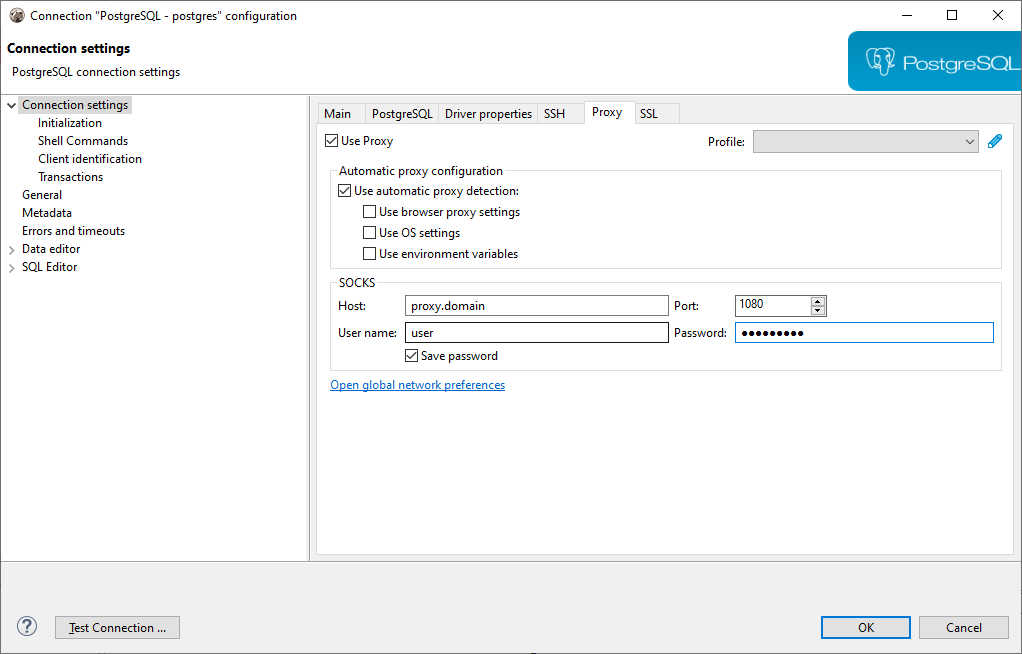 Connection "PostgreSQL - postgres" configuration
Connection settings
PostgreSQL connection settings
PostgreSQL
Connection settings
Initialization
Shell Commands
Client identification
Transactions
General
Metadata
Errors and timeouts
Data editor
SQL Editor
Main PostgreSQL Driver properties SSH Proxy SSL
Use Proxy Profile:
Automatic proxy configuration
Use automatic proxy detection:
Use browser proxy settings
Use OS settings
Use environment variables
SOCKS
Host: proxy.domain Port: 1080
User name: user Password: ●●●●●●●●●
Save password
Open global network preferences
? Test Connection ... OK Cancel